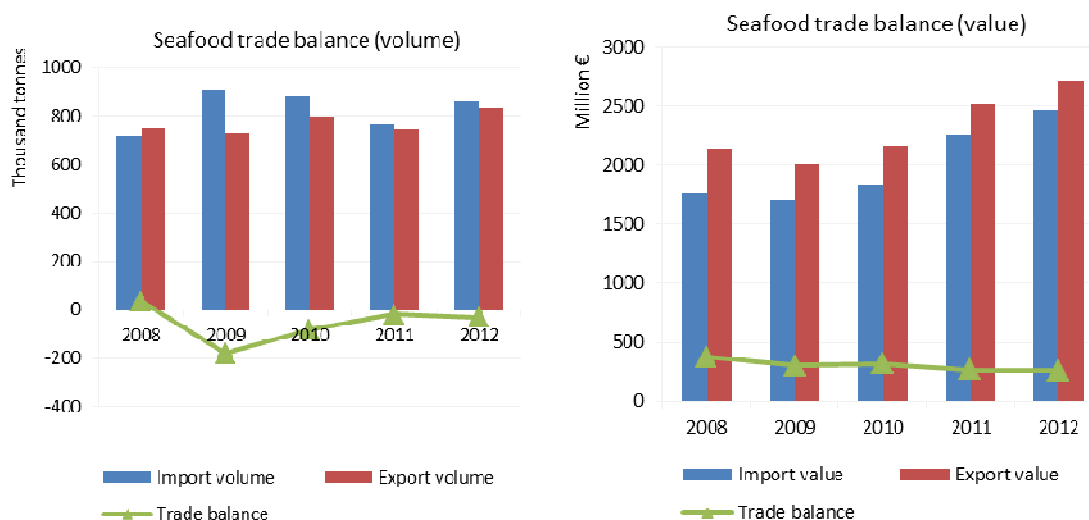 Seafood trade balance (volume)
Thousand tonnes
1000
800
600
400
200
0
-200
-400
2008
2009
2010
2011
2012
Import volume
Export volume
Trade balance
Seafood trade balance (value)
Million €
3000
2500
2000
1500
1000
500
0
2008
2009
2010
2011
2012
Import value
Export value
Trade balance